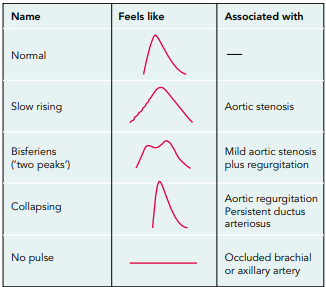 Name Feels like Associated with
Normal —
Slow rising Aortic stenosis
Bisferiens Mild aortic stenosis
('two peaks') plus regurgitation
Collapsing Aortic regurgitation
Persistent ductus
arteriosus
No pulse Occluded brachial
or axillary artery